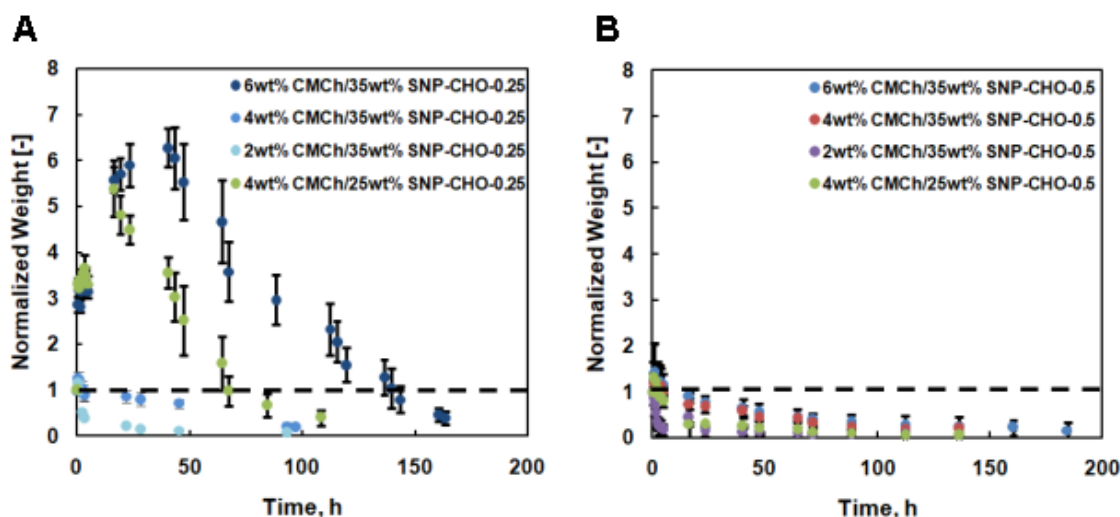 A
Normalized Weight [-]
8
7
6
5
4
3
2
1
0
6wt% CMCh/35wt% SNP-CHO-0.25
4wt% CMCh/35wt% SNP-CHO-0.25
2wt% CMCh/35wt% SNP-CHO-0.25
4wt% CMCh/25wt% SNP-CHO-0.25
0 50 100 150 200
Time, h
B
Normalized Weight [-]
8
7
6
5
4
3
2
1
0
6wt% CMCh/35wt% SNP-CHO-0.5
4wt% CMCh/35wt% SNP-CHO-0.5
2wt% CMCh/35wt% SNP-CHO-0.5
4wt% CMCh/25wt% SNP-CHO-0.5
0 50 100 150 200
Time, h